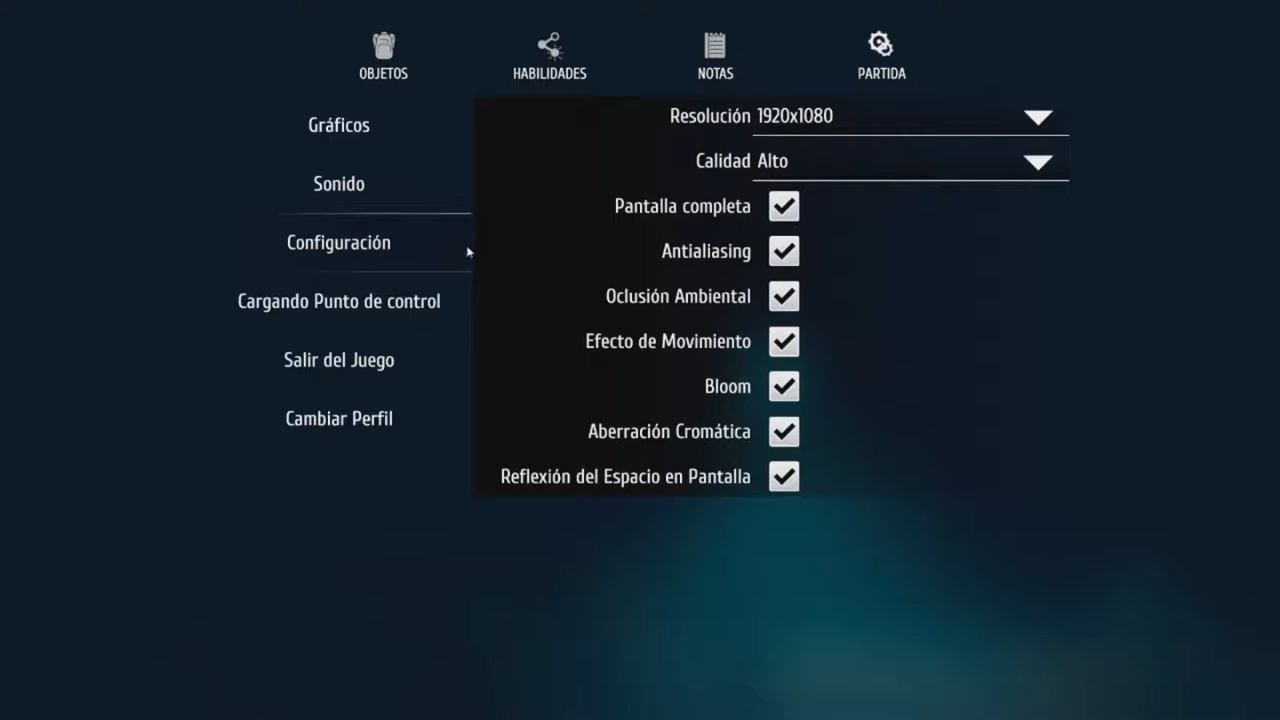 OBJETOS
HABILIDADES
NOTAS
PARTIDA
Gráficos
Sonido
Configuración
Cargando Punto de control
Salir del Juego
Cambiar Perfil
Resolución 1920x1080
Calidad Alto
Pantalla completa
Antialiasing
Oclusión Ambiental
Efecto de Movimiento
Bloom
Aberración Cromática
Reflexión del Espacio en Pantalla